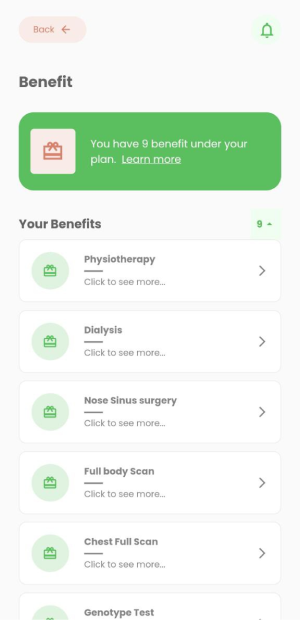 Back
Benefit
You have 9 benefit under your
plan. Learn more
Your Benefits
9
Physiotherapy
Click to see more...
Dialysis
Click to see more...
Nose Sinus surgery
Click to see more...
Full body Scan
Click to see more...
Chest Full Scan
Click to see more...
Genotype Test